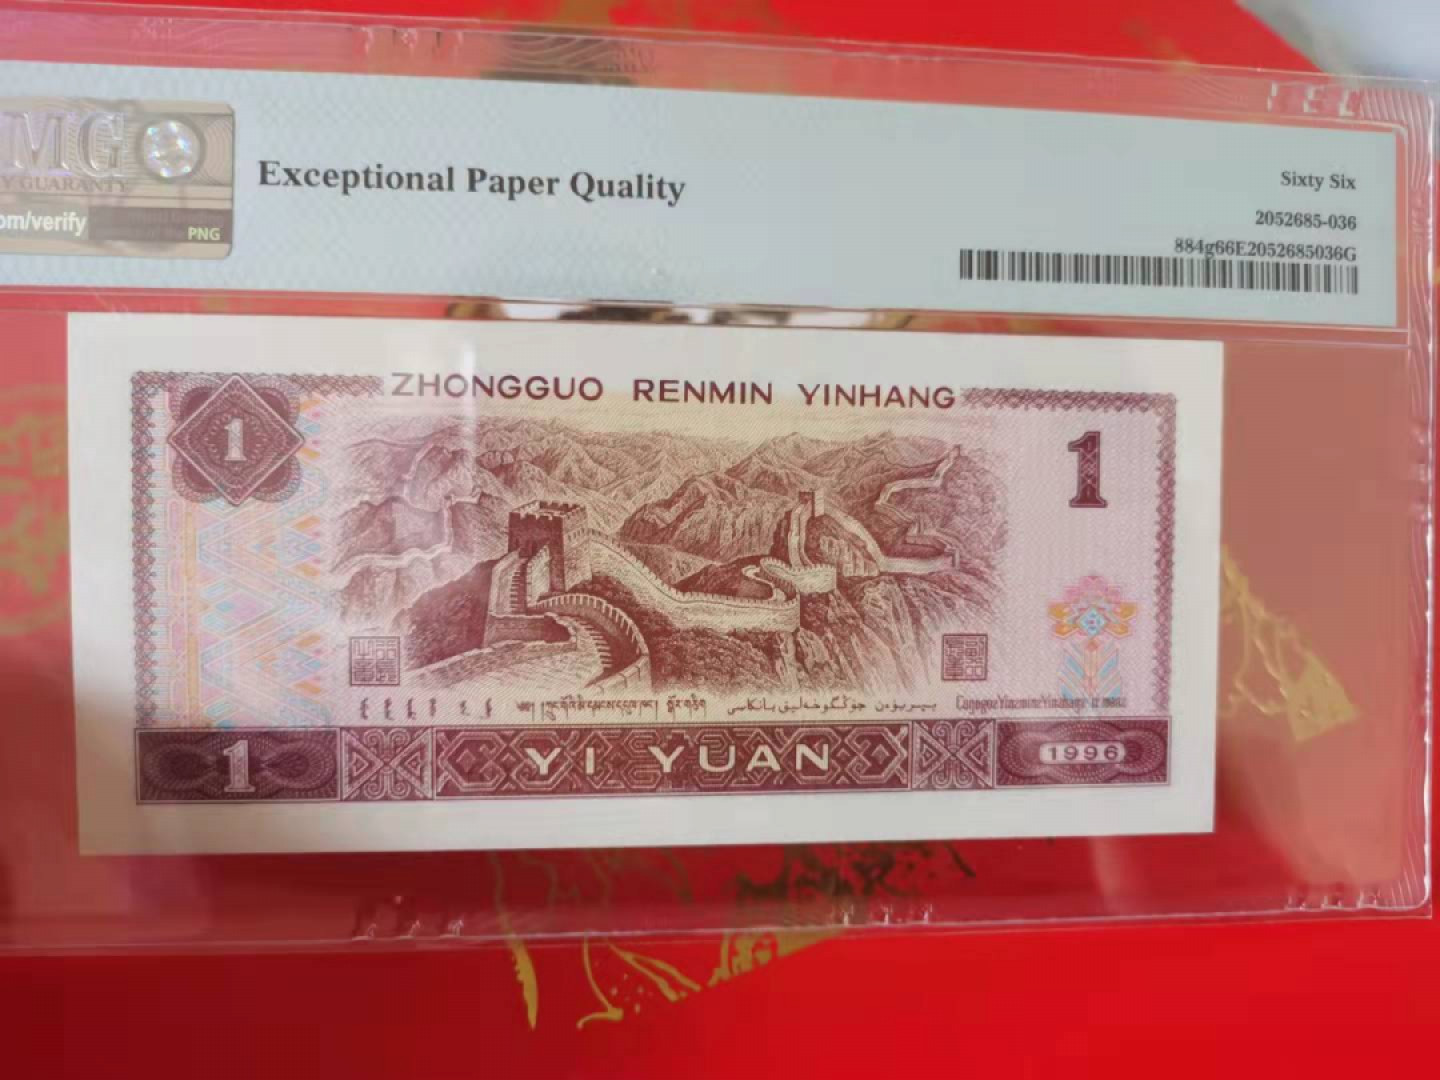 MG
Y GUARANTY
om/verify
PNG
Exceptional Paper Quality
Sixty Six
2052685-036
884g66E2052685036G
ZHONGGUO RENMIN YINHANG
1
1
1
YI YUAN
1996